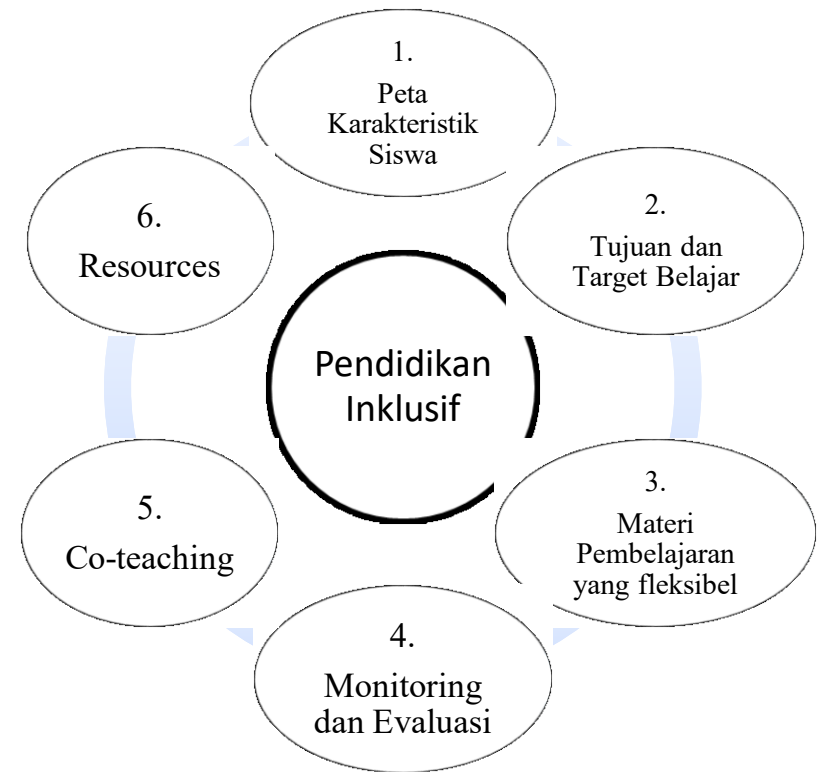 1.
Peta
Karakteristik
Siswa
2.
Tujuan dan
Target Belajar
3.
Materi
Pembelajaran
yang fleksibel
4.
Monitoring
dan Evaluasi
5.
Co-teaching
6.
Resources
Pendidikan
Inklusif